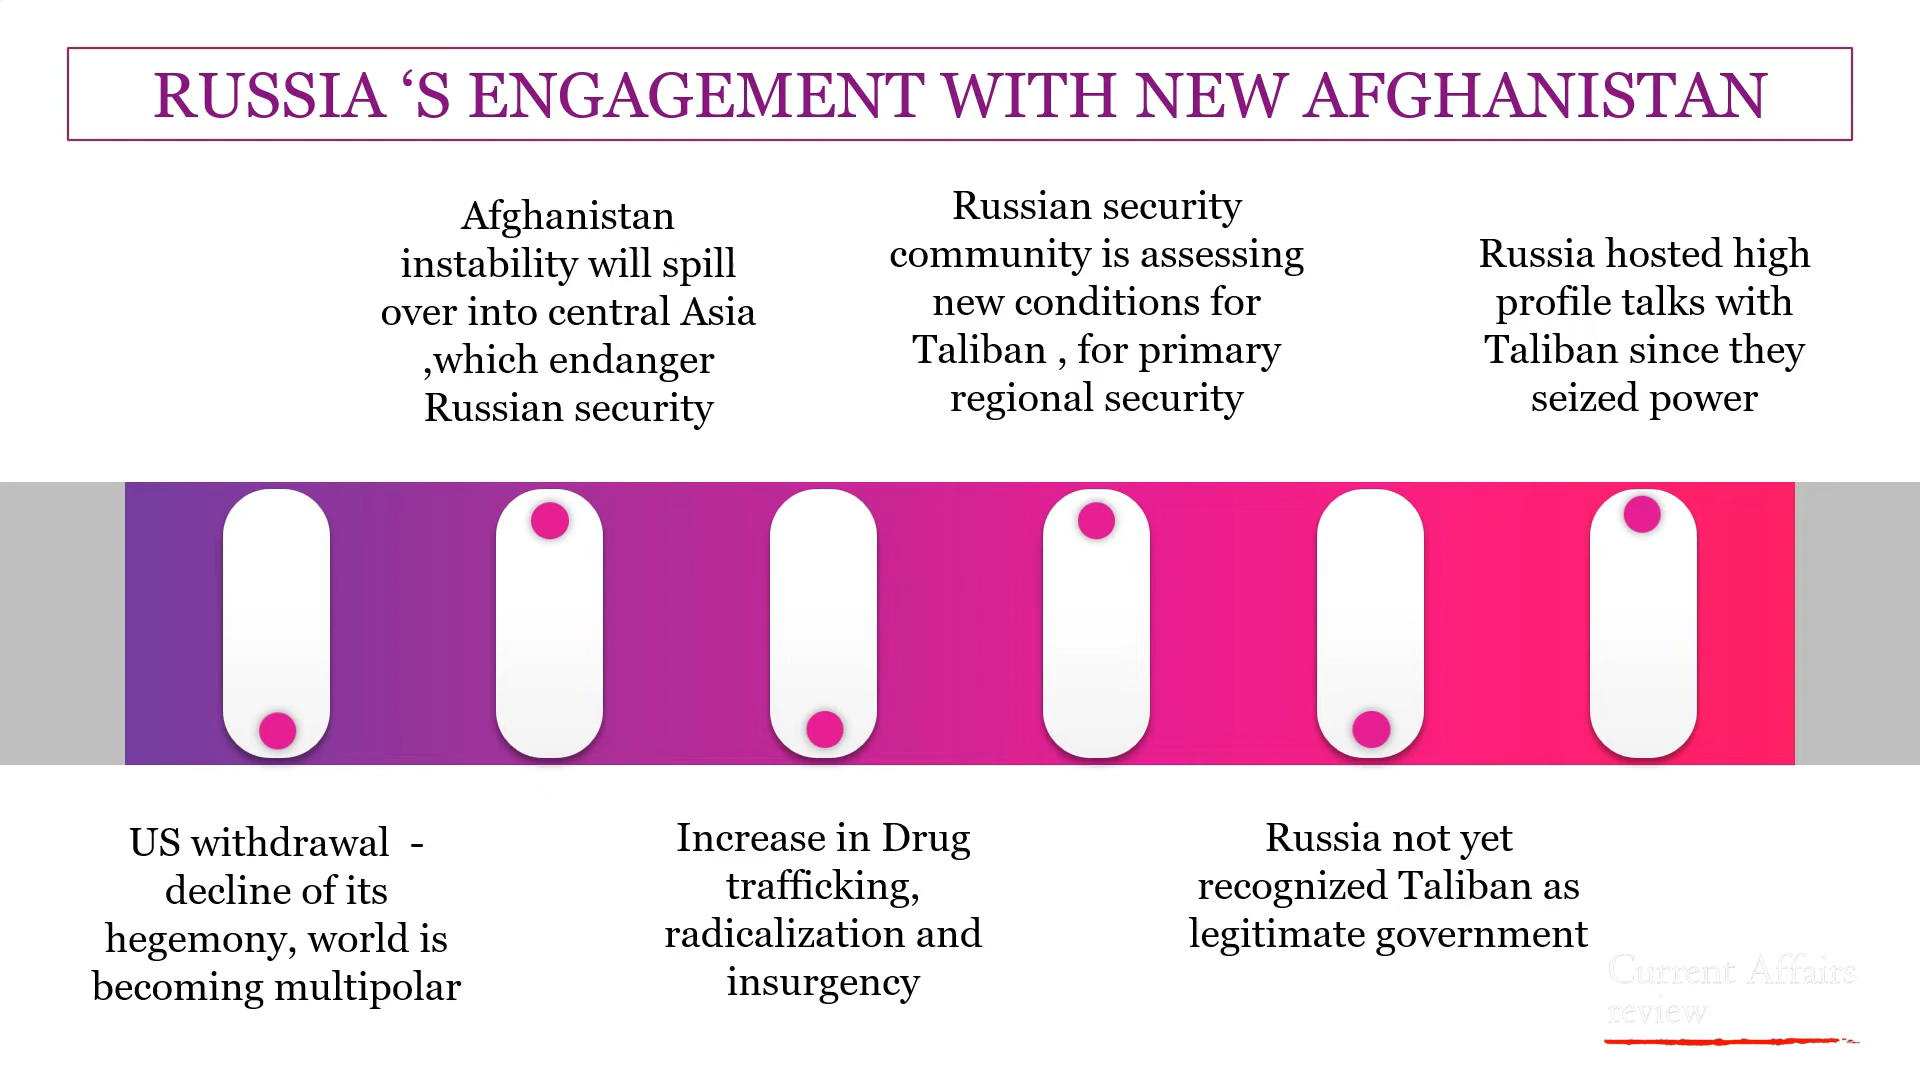 RUSSIA ‘S ENGAGEMENT WITH NEW AFGHANISTAN
Afghanistan
instability will spill
over into central Asia
,which endanger
Russian security
Russian security
community is assessing
new conditions for
Taliban , for primary
regional security
Russia hosted high
profile talks with
Taliban since they
seized power
US withdrawal  -
decline of its
hegemony, world is
becoming multipolar
Increase in Drug
trafficking,
radicalization and
insurgency
Russia not yet
recognized Taliban as
legitimate government
Current Affairs
review